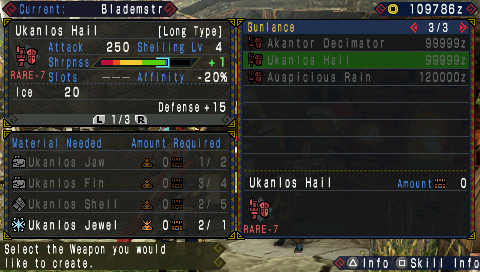 Current: Blademstr
109786z
Ukanlos Hail [Long Type]
Attack 250 Shelling Lv 4
Shrpnss +1
RARE-7 Slots --- Affinity -20%
Ice 20
Defense+15
L 1/3 R
Material Needed Amount Required
Ukanlos Jaw 0 1/ 2
Ukanlos Fin 0 3/ 4
Ukanlos Shell 0 2/ 5
Ukanlos Jewel 0 2/ 1
Select the Weapon you would
like to create.
Gunlance 3/3
Akantor Decimator 99999z
Ukanlos Hail 99999z
Auspicious Rain 120000z
Ukanlos Hail Amount 0
RARE-7
Info Skill Info